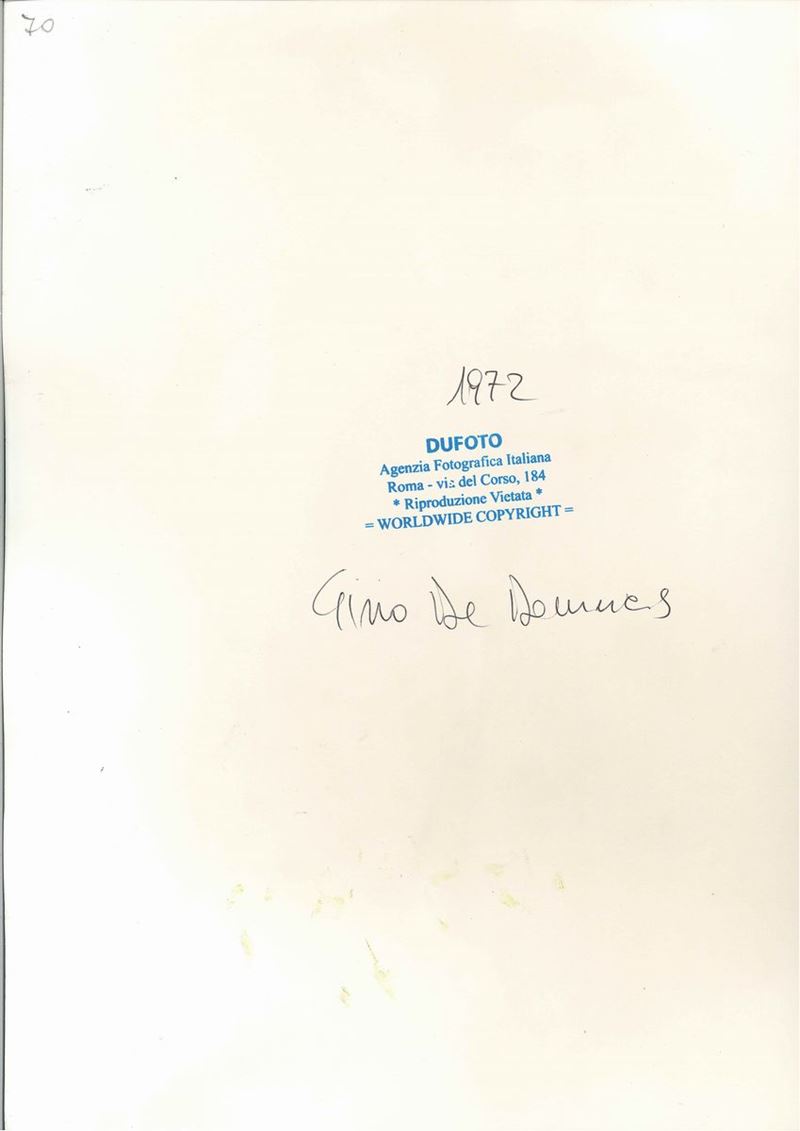 70
1972
DUFOTO
Agenzia Fotografica Italiana
Roma - via del Corso, 184
* Riproduzione Vietata *
= WORLDWIDE COPYRIGHT =
Gino De Dominicis